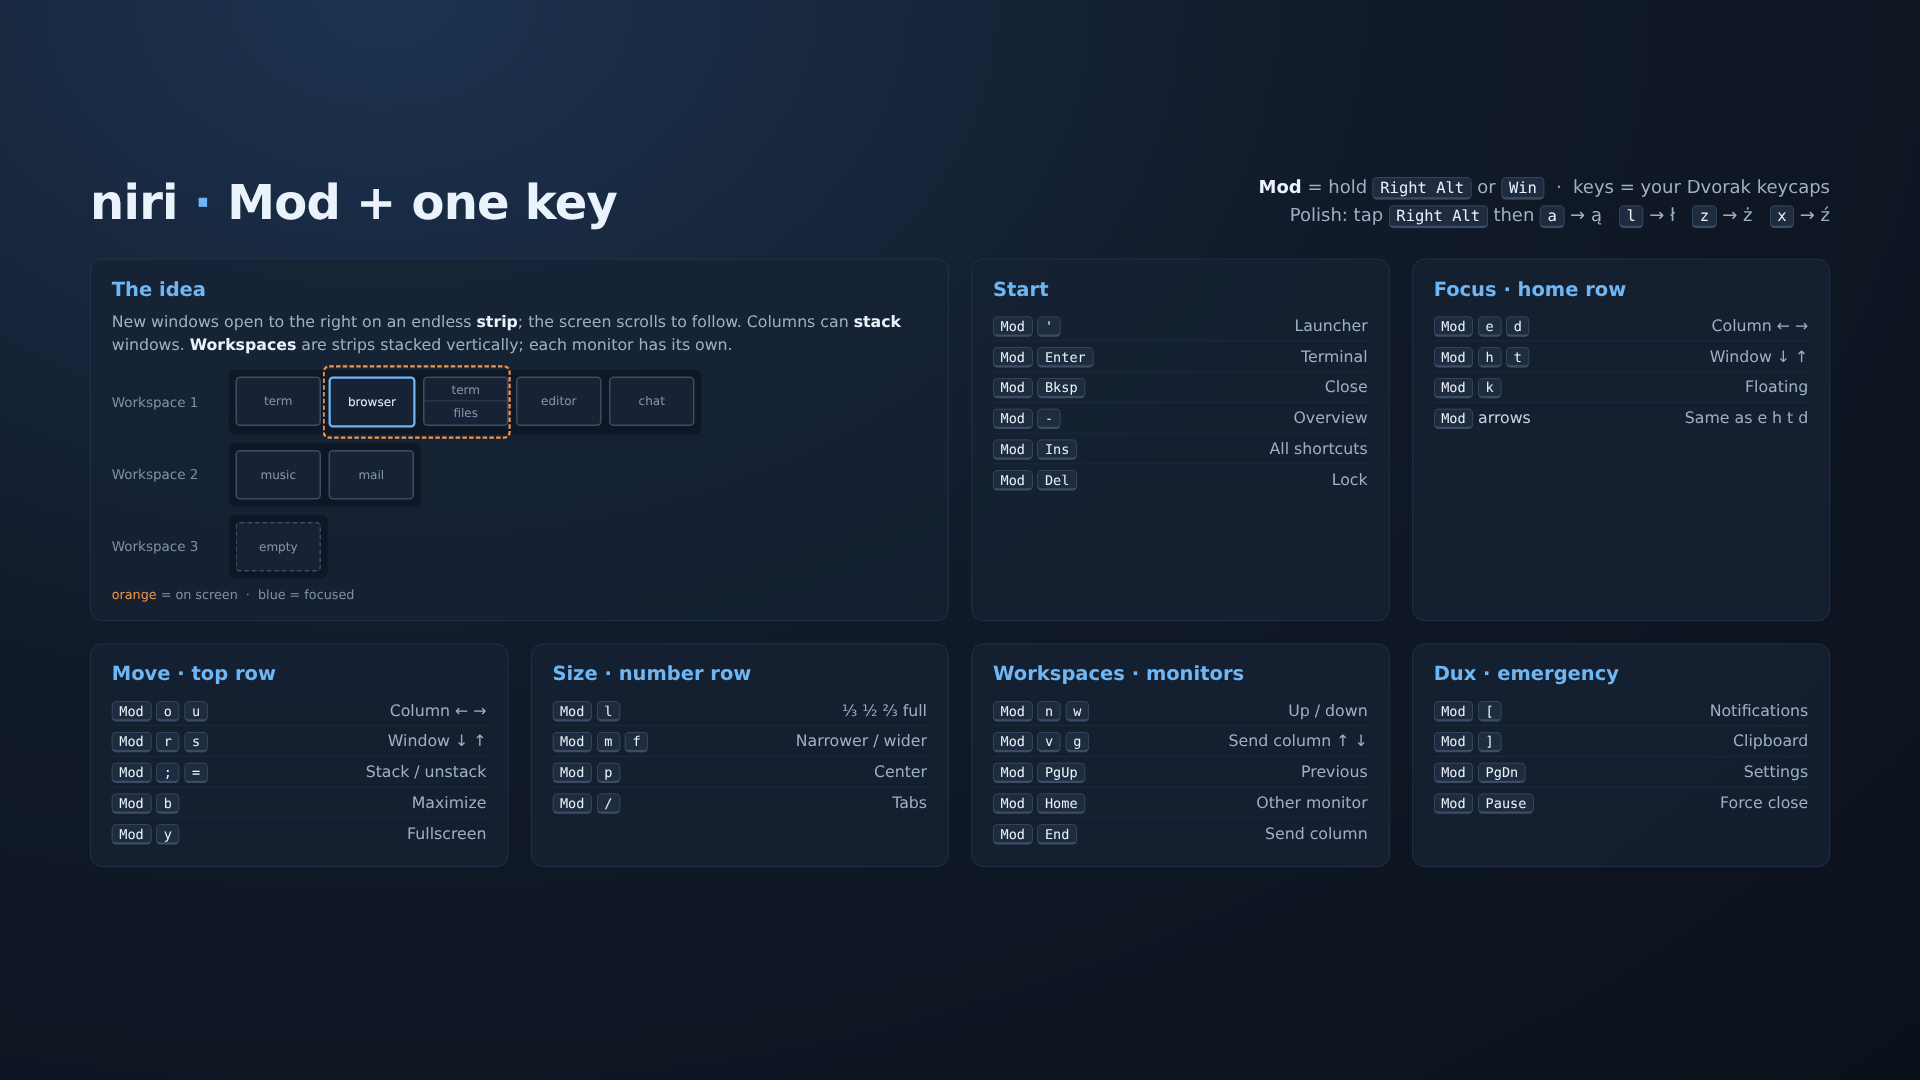 niri · Mod + one key
Mod = hold Right Alt or Win · keys = your Dvorak keycaps
Polish: tap Right Alt then a → ą l → ł z → ż x → ź
The idea
New windows open to the right on an endless strip; the screen scrolls to follow. Columns can stack
windows. Workspaces are strips stacked vertically; each monitor has its own.
Workspace 1
term
browser
term
files
editor
chat
Workspace 2
music
mail
Workspace 3
empty
orange = on screen · blue = focused
Start
Mod ' Launcher
Mod Enter Terminal
Mod Bksp Close
Mod - Overview
Mod Ins All shortcuts
Mod Del Lock
Focus · home row
Mod e d Column ← →
Mod h t Window ↓ ↑
Mod k Floating
Mod arrows Same as e h t d
Move · top row
Mod o u Column ← →
Mod r s Window ↓ ↑
Mod ; = Stack / unstack
Mod b Maximize
Mod y Fullscreen
Size · number row
Mod l ⅓ ½ ⅔ full
Mod m f Narrower / wider
Mod p Center
Mod / Tabs
Workspaces · monitors
Mod n w Up / down
Mod v g Send column ↑ ↓
Mod PgUp Previous
Mod Home Other monitor
Mod End Send column
Dux · emergency
Mod [ Notifications
Mod ] Clipboard
Mod PgDn Settings
Mod Pause Force close